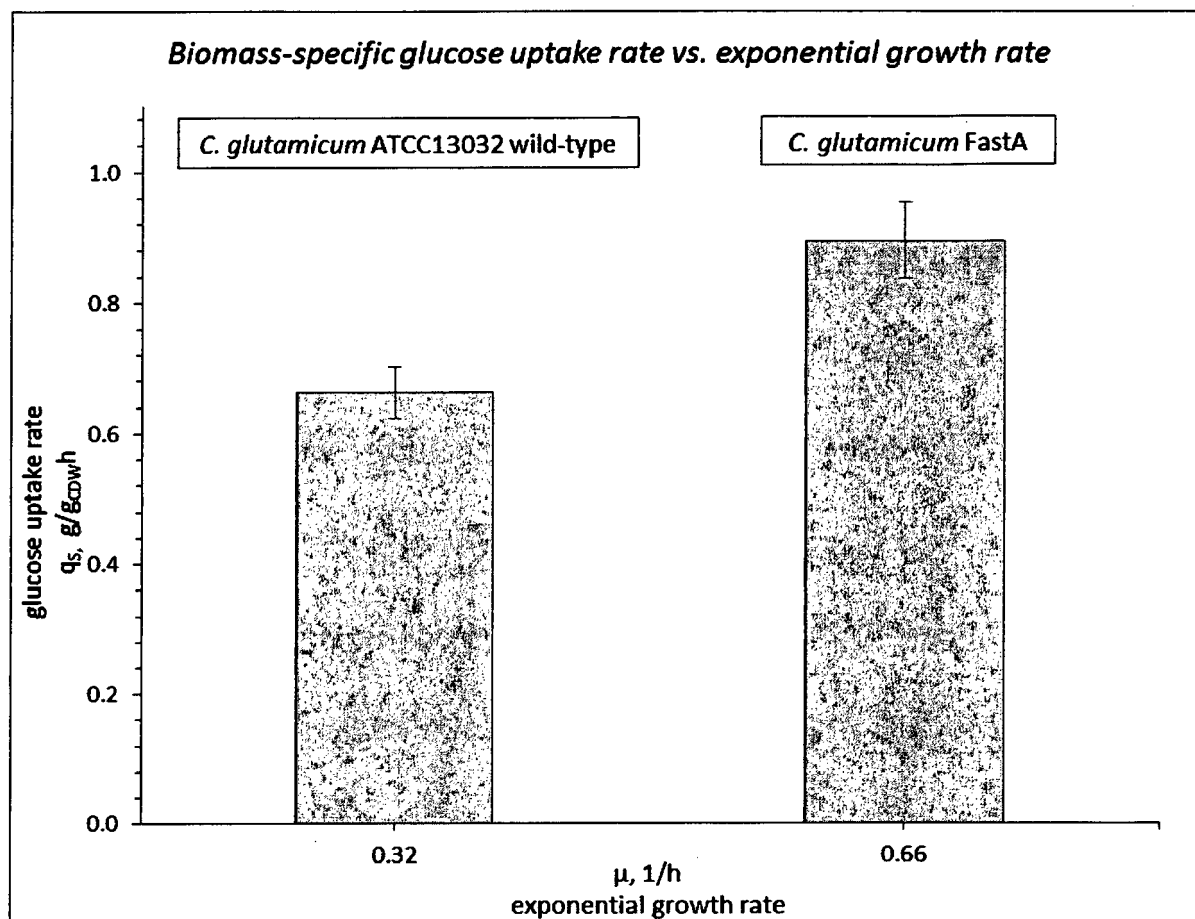 Biomass-specific glucose uptake rate vs. exponential growth rate
C. glutamicum ATCC13032 wild-type
C. glutamicum FastA
1.0
0.8
0.6
0.4
0.2
0.0
glucose uptake rate
qs, g/gCDWh
0.32
0.66
μ, 1/h
exponential growth rate